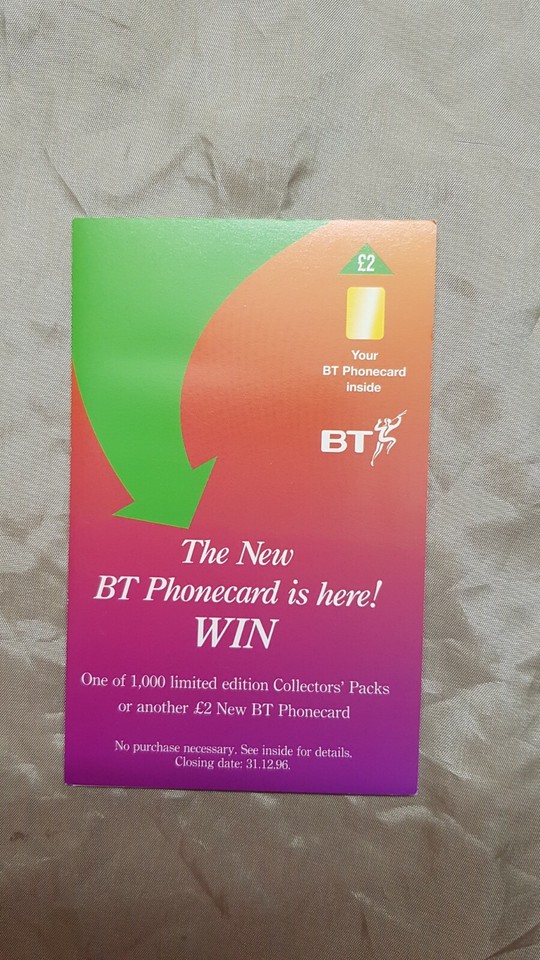 £2
Your
BT Phonecard
inside
BT
The New
BT Phonecard is here!
WIN
One of 1,000 limited edition Collectors' Packs
or another £2 New BT Phonecard
No purchase necessary. See inside for details.
Closing date: 31.12.96.